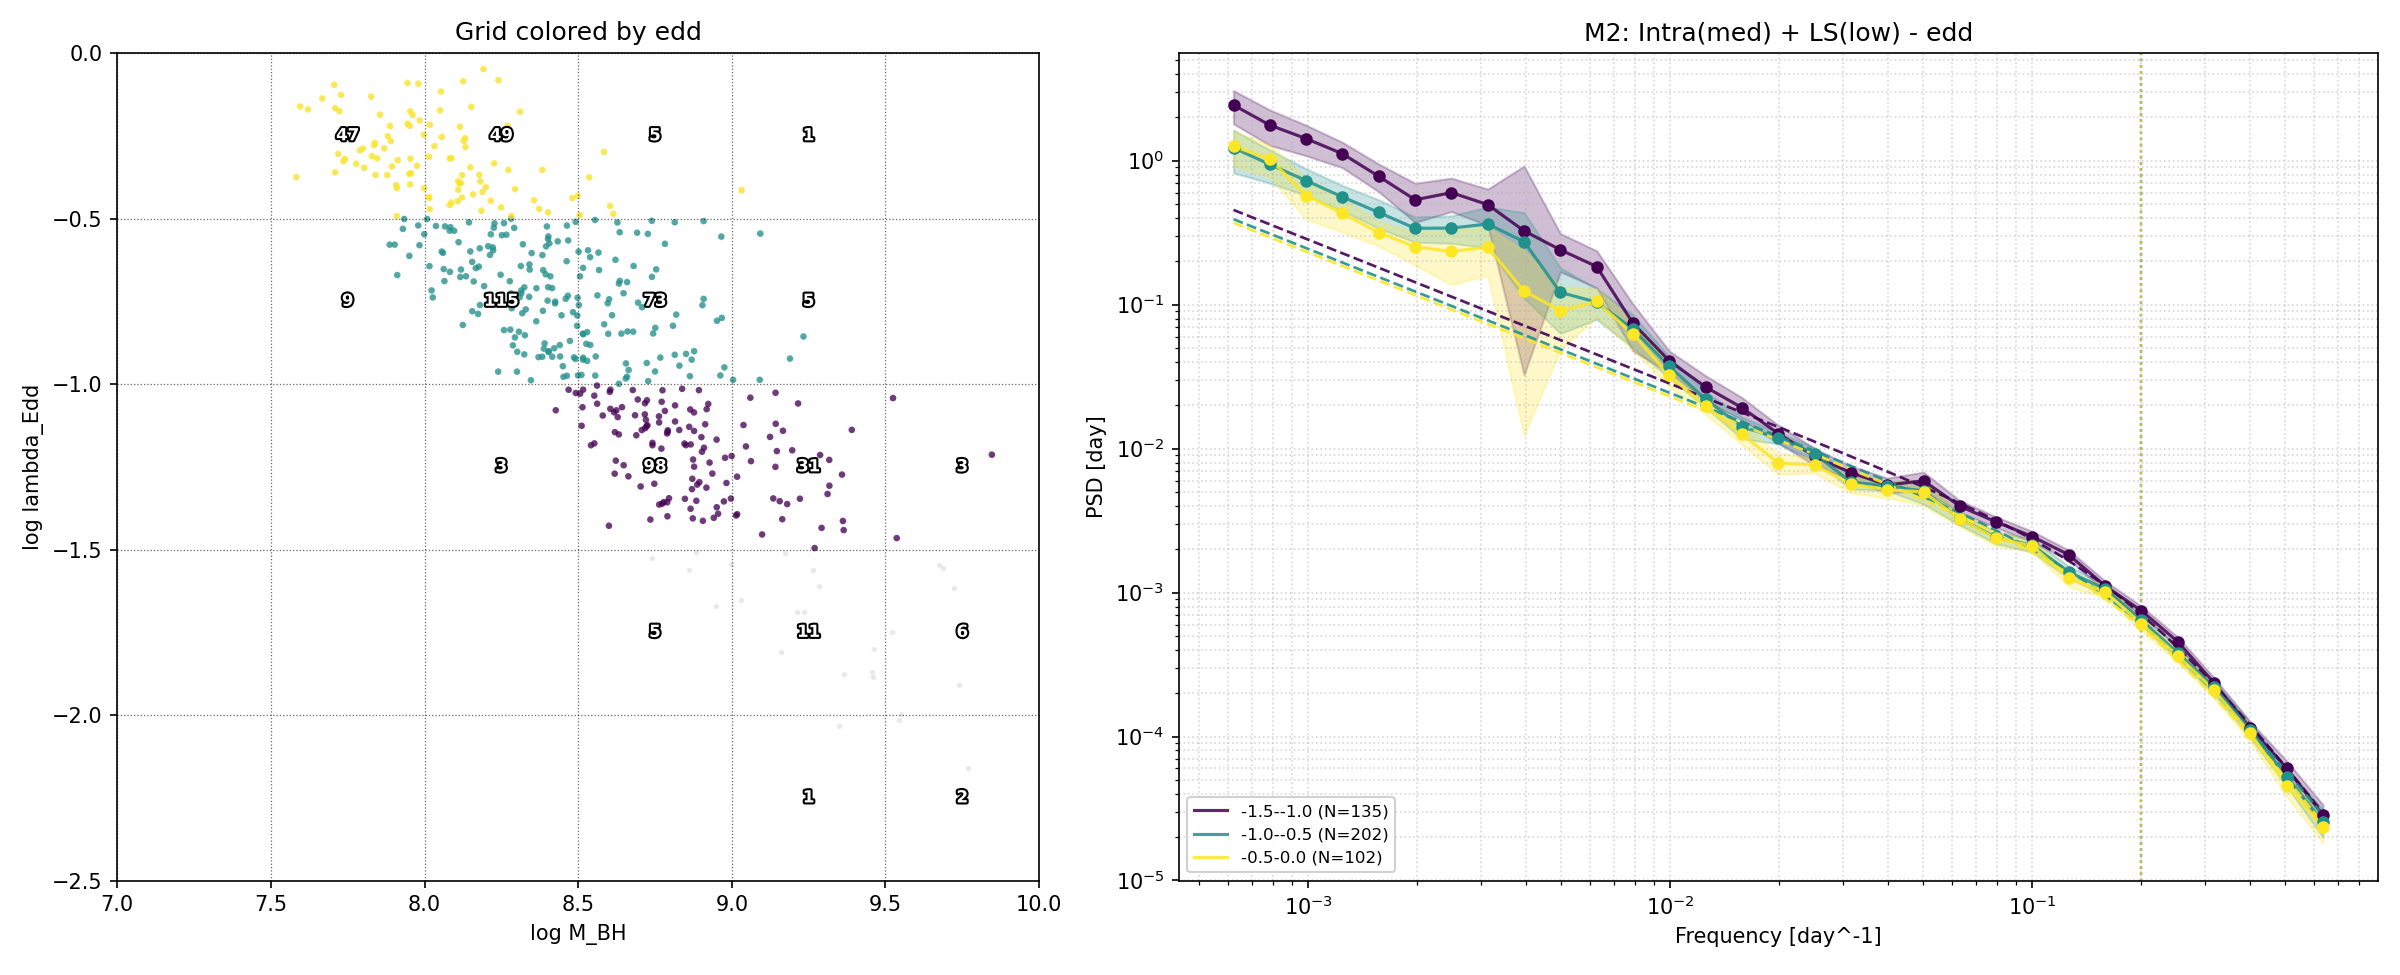 Grid colored by edd
0.0
−0.5
−1.0
−1.5
−2.0
−2.5
log lambda_Edd
47 49 5 1
9 115 73 5
3 98 31 3
5 11 6
1 2
7.0 7.5 8.0 8.5 9.0 9.5 10.0
log M_BH
M2: Intra(med) + LS(low) - edd
10⁰
10⁻¹
10⁻²
10⁻³
10⁻⁴
10⁻⁵
PSD [day]
-1.5--1.0 (N=135)
-1.0--0.5 (N=202)
-0.5-0.0 (N=102)
10⁻³ 10⁻² 10⁻¹
Frequency [day^-1]